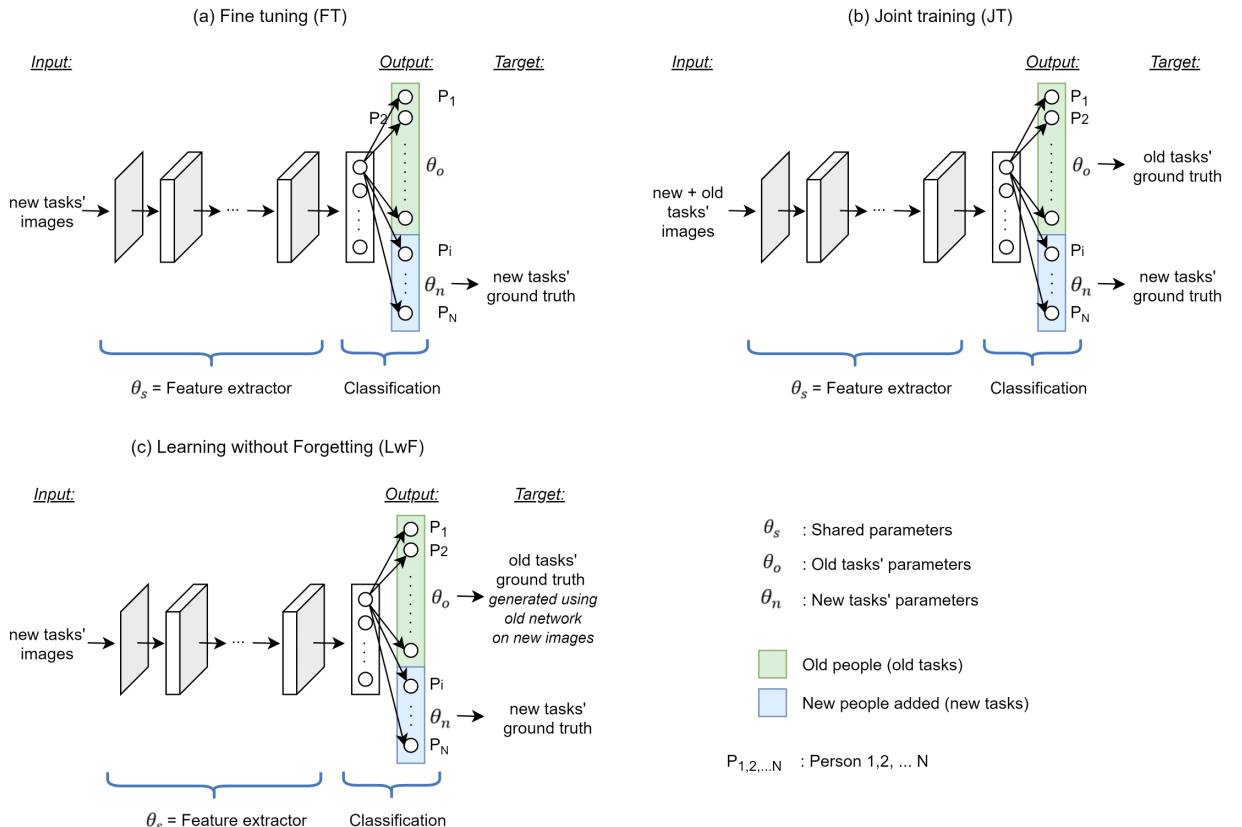 (a) Fine tuning (FT)
Input:
Output:
Target:
P1
P2
θo
new tasks'
images
...
Pi
θn
new tasks'
ground truth
PN
θs = Feature extractor
Classification
(b) Joint training (JT)
Input:
Output:
Target:
P1
P2
θo
old tasks'
ground truth
new + old
tasks'
images
...
Pi
θn
new tasks'
ground truth
PN
θs = Feature extractor
Classification
(c) Learning without Forgetting (LwF)
Input:
Output:
Target:
P1
P2
θo
old tasks'
ground truth
generated using
old network
on new images
new tasks'
images
...
Pi
θn
new tasks'
ground truth
PN
θs = Feature extractor
Classification
θs : Shared parameters
θo : Old tasks' parameters
θn : New tasks' parameters
Old people (old tasks)
New people added (new tasks)
P1,2,...N : Person 1,2, ... N